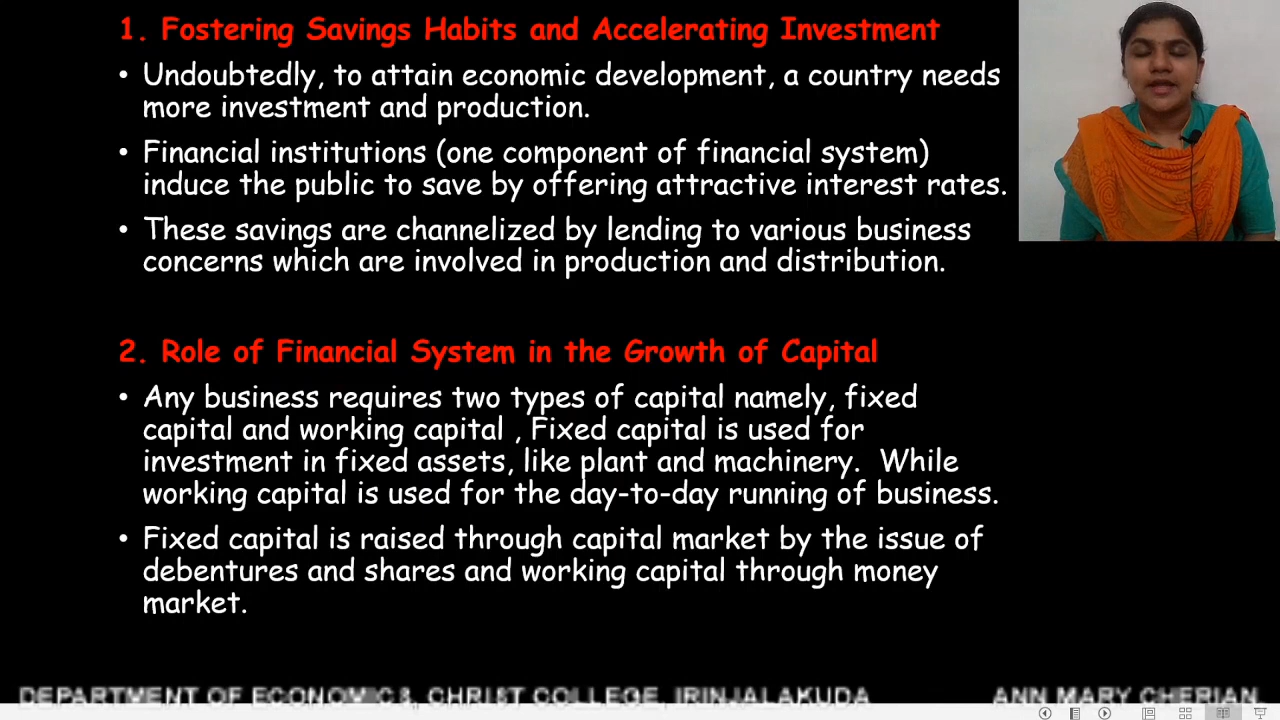 1. Fostering Savings Habits and Accelerating Investment
• Undoubtedly, to attain economic development, a country needs
more investment and production.
• Financial institutions (one component of financial system)
induce the public to save by offering attractive interest rates.
• These savings are channelized by lending to various business
concerns which are involved in production and distribution.
2. Role of Financial System in the Growth of Capital
• Any business requires two types of capital namely, fixed
capital and working capital , Fixed capital is used for
investment in fixed assets, like plant and machinery.  While
working capital is used for the day-to-day running of business.
• Fixed capital is raised through capital market by the issue of
debentures and shares and working capital through money
market.
DEPARTMENT OF ECONOMICS, CHRIST COLLEGE, IRINJALAKUDA ANN MARY CHERIAN